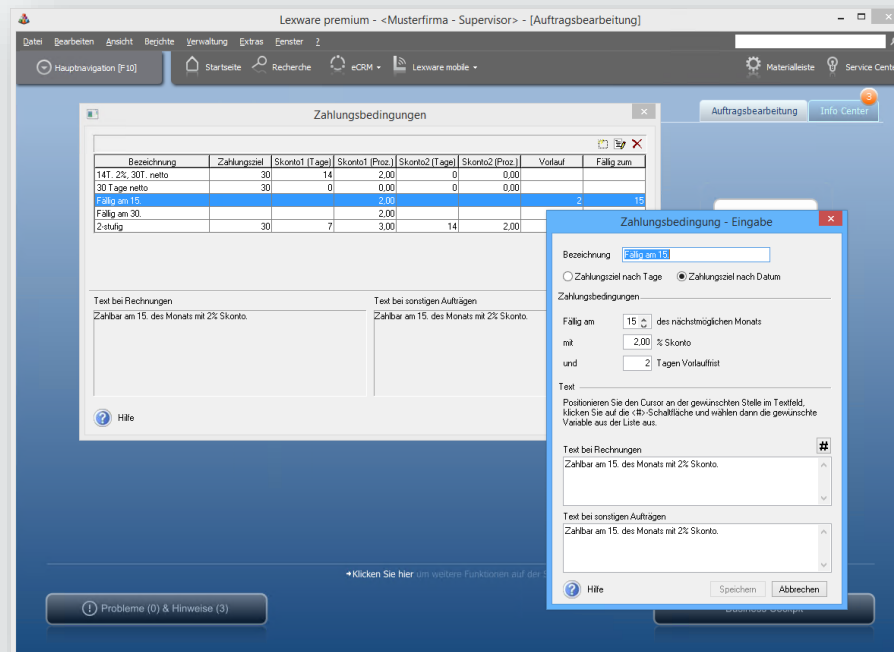 Lexware premium - <Musterfirma - Supervisor> - [Auftragsbearbeitung]
Datei Bearbeiten Ansicht Berichte Verwaltung Extras Fenster ?
Hauptnavigation [F10] Startseite Recherche eCRM Lexware mobile Materialleiste Service Cente
3
Auftragsbearbeitung Info Center
Zahlungsbedingungen
Bezeichnung Zahlungsziel Skonto1 (Tage) Skonto1 (Proz.) Skonto2 (Tage) Skonto2 (Proz.) Vorlauf Fällig zum
14T. 2%, 30T. netto 30 14 2,00 0 0,00
30 Tage netto 30 0 0,00 0 0,00
Fällig am 15. 2,00 2 15
Fällig am 30. 2,00
2-stufig 30 7 3,00 14 2,00
Text bei Rechnungen Text bei sonstigen Aufträgen
Zahlbar am 15. des Monats mit 2% Skonto. Zahlbar am 15. des Monats mit 2% Skonto.
Hilfe
Zahlungsbedingung - Eingabe
Bezeichnung Fällig am 15.
Zahlungsziel nach Tage Zahlungsziel nach Datum
Zahlungsbedingungen
Fällig am 15 des nächstmöglichen Monats
mit 2,00 % Skonto
und 2 Tagen Vorlauffrist
Text
Positionieren Sie den Cursor an der gewünschten Stelle im Textfeld,
klicken Sie auf die <#>-Schaltfläche und wählen dann die gewünschte
Variable aus der Liste aus.
#
Text bei Rechnungen
Zahlbar am 15. des Monats mit 2% Skonto.
Text bei sonstigen Aufträgen
Zahlbar am 15. des Monats mit 2% Skonto.
Hilfe Speichern Abbrechen
Klicken Sie hier um weitere Funktionen auf der
Probleme (0) & Hinweise (3)